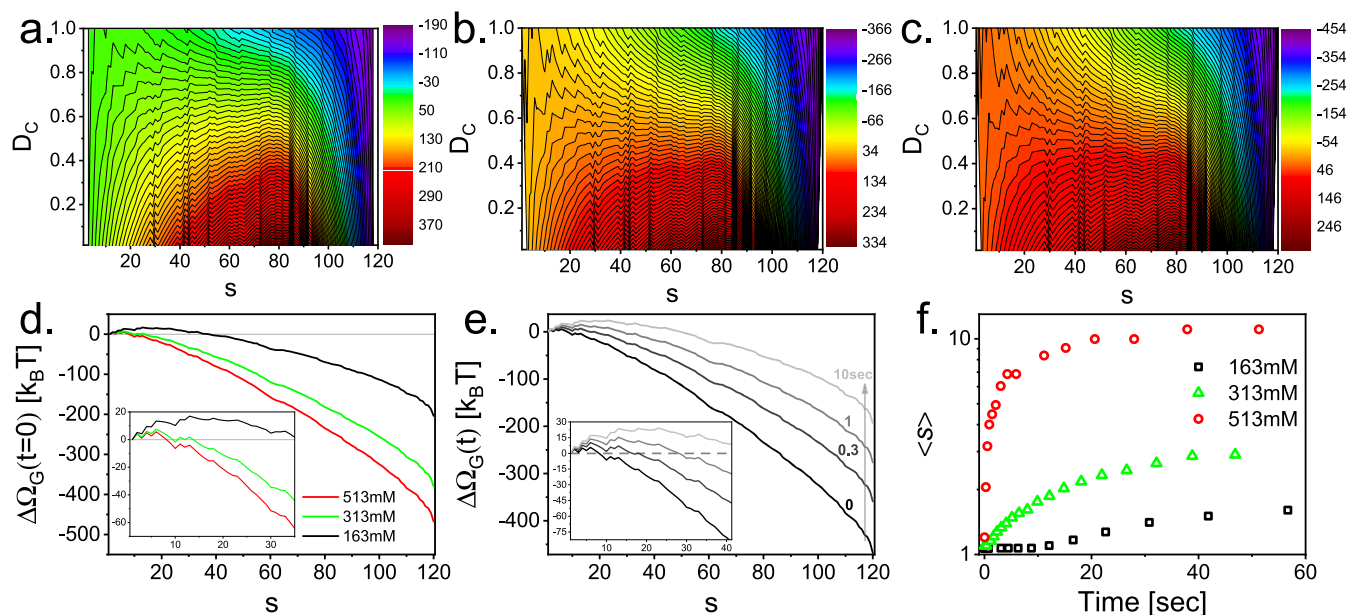 a.
1.0
0.8
0.6
0.4
0.2
D_C
20 40 60 80 100 120
s
-190
-110
-30
50
130
210
290
370
b.
1.0
0.8
0.6
0.4
0.2
D_C
20 40 60 80 100 120
s
-366
-266
-166
-66
34
134
234
334
c.
1.0
0.8
0.6
0.4
0.2
D_C
20 40 60 80 100 120
s
-454
-354
-254
-154
-54
46
146
246
d.
0
-100
-200
-300
-400
-500
ΔΩ_G(t=0) [k_BT]
20
0
-20
-40
-60
10 20 30
513mM
313mM
163mM
20 40 60 80 100 120
s
e.
0
-100
-200
-300
-400
ΔΩ_G(t) [k_BT]
30
15
0
-15
-30
-45
-60
-75
10 20 30 40
10sec
1
0.3
0
20 40 60 80 100 120
s
f.
10
1
<s>
163mM
313mM
513mM
0 20 40 60
Time [sec]